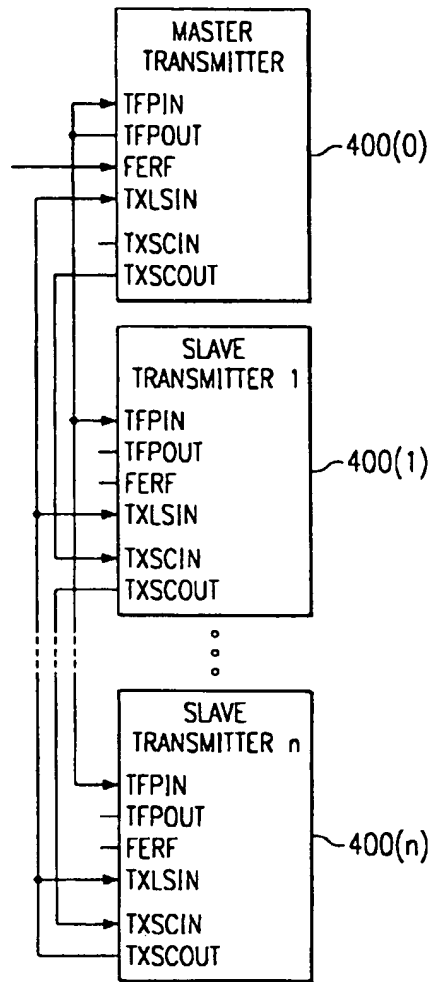 MASTER
TRANSMITTER
TFPIN
TFPOUT
FERF
TXLSIN
TXSCIN
TXSCOUT
400(0)
SLAVE
TRANSMITTER 1
TFPIN
TFPOUT
FERF
TXLSIN
TXSCIN
TXSCOUT
400(1)
SLAVE
TRANSMITTER n
TFPIN
TFPOUT
FERF
TXLSIN
TXSCIN
TXSCOUT
400(n)